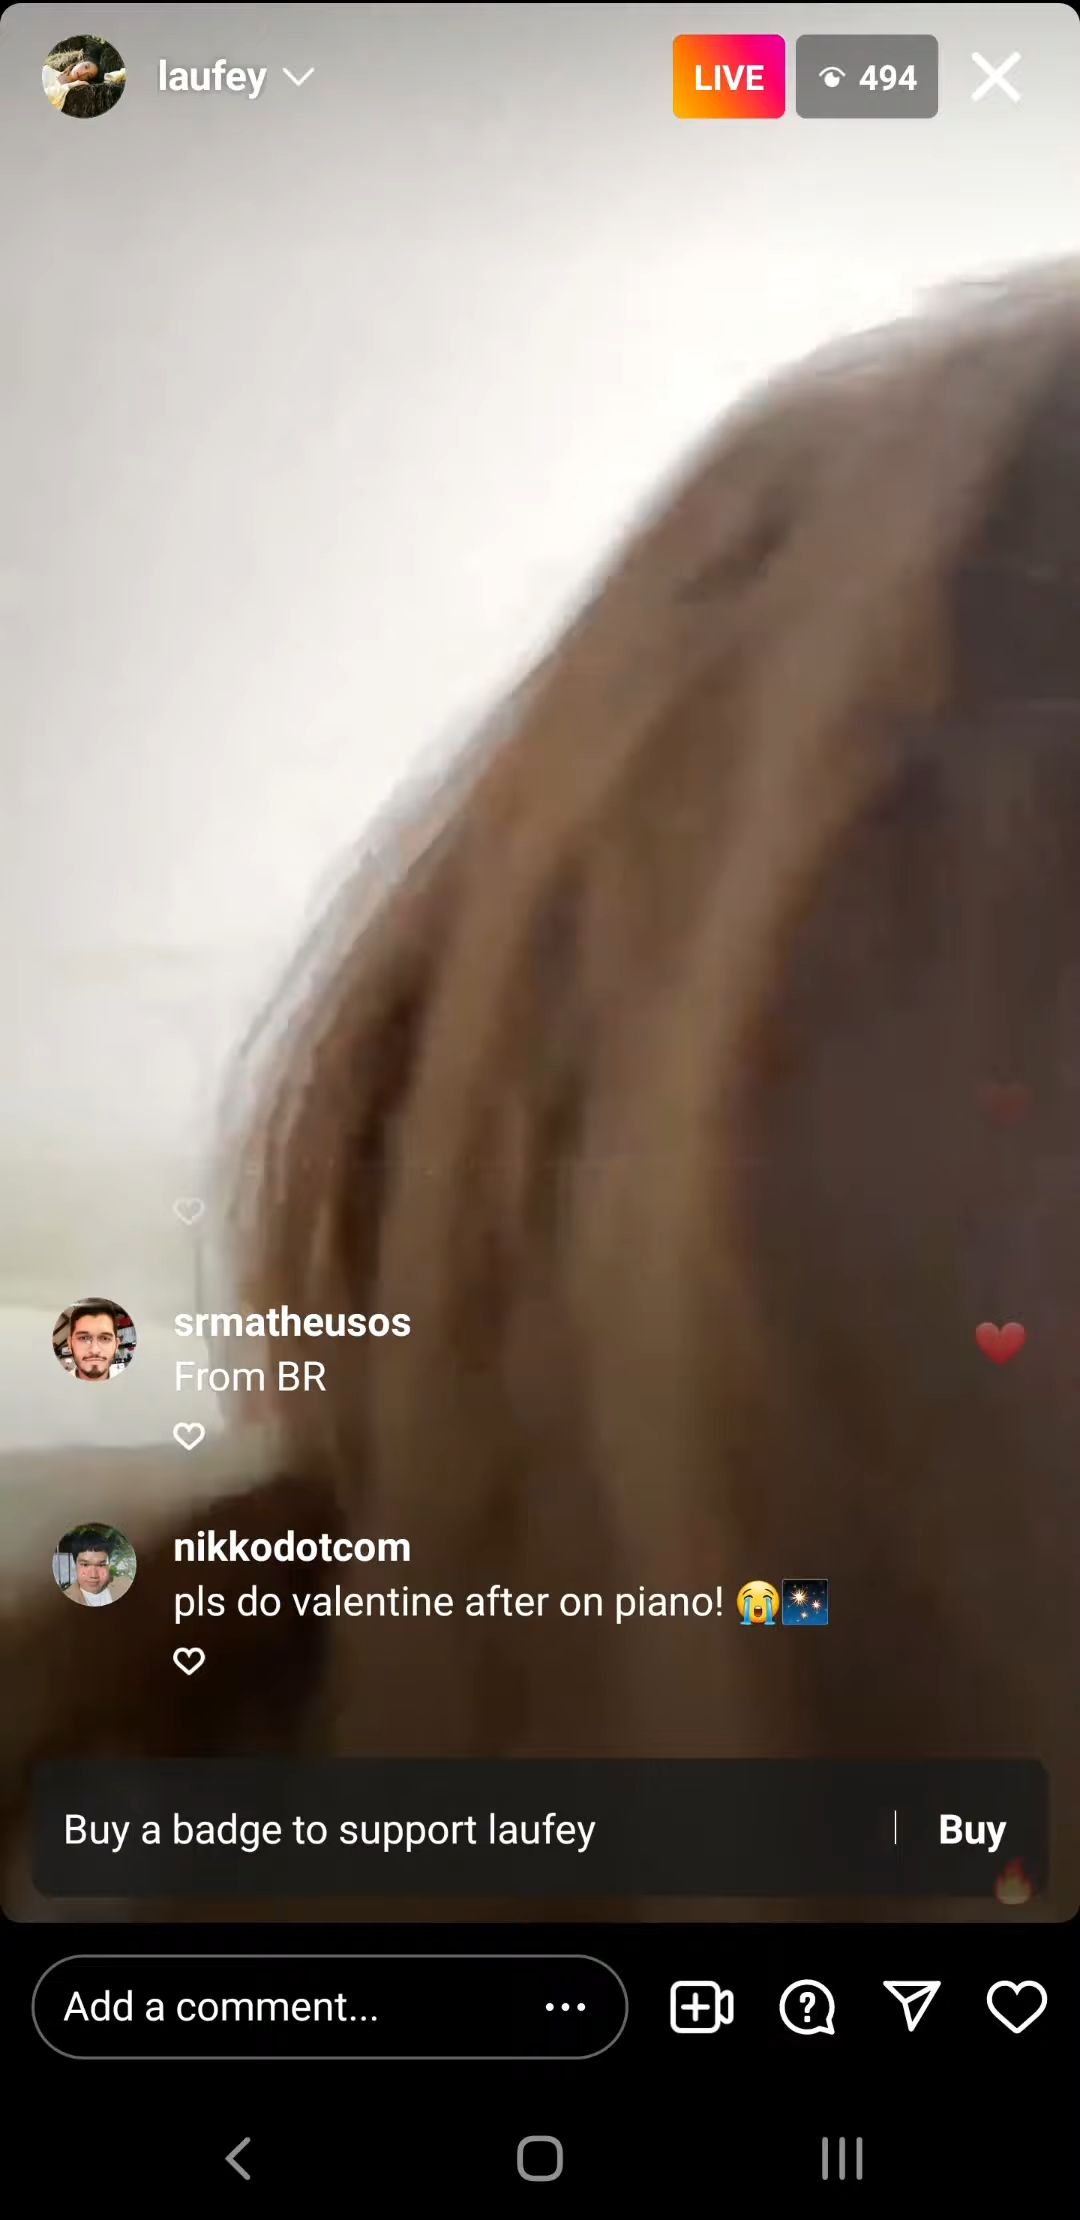 laufey
LIVE
494
srmatheusos
From BR
nikkodotcom
pls do valentine after on piano! 😭🎇
Buy a badge to support laufey
Buy
Add a comment...